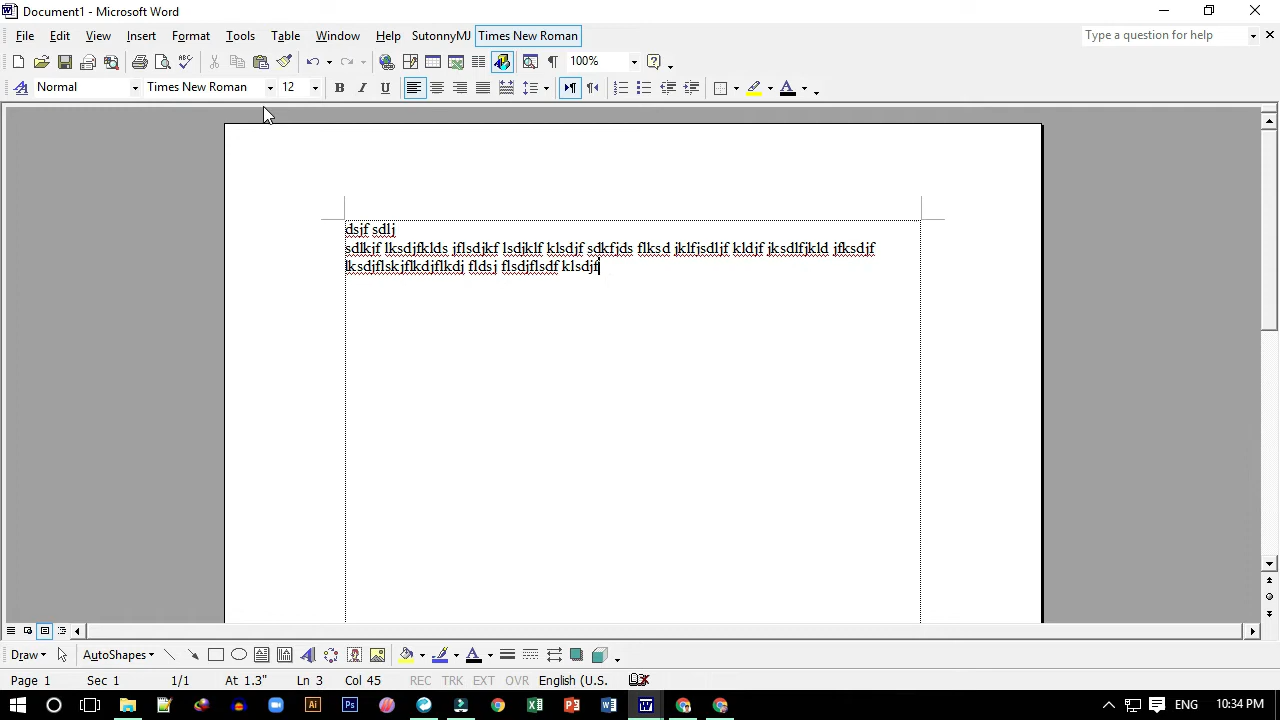 Document1 - Microsoft Word
File Edit View Insert Format Tools Table Window Help SutonnyMJ Times New Roman Type a question for help
100%
Normal Times New Roman 12 B I U
dsjf sdlj
sdlkjf lksdjfklds jflsdjkf lsdjklf klsdjf sdkfjds flksd jklfjsdljf kldjf jksdlfjkld jfksdjf
lksdjflskjflkdjflkdj fldsj flsdjflsdf klsdjf
Draw AutoShapes
Page 1 Sec 1 1/1 At 1.3" Ln 3 Col 45 REC TRK EXT OVR English (U.S.
ENG 10:34 PM